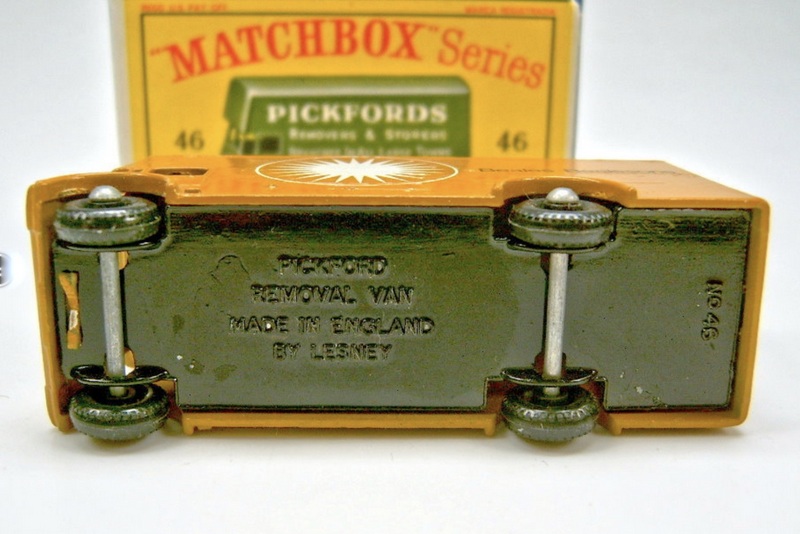 "MATCHBOX" Series
PICKFORDS
REMOVERS & STORERS
46
46
PICKFORD
REMOVAL VAN
MADE IN ENGLAND
BY LESNEY
No 46